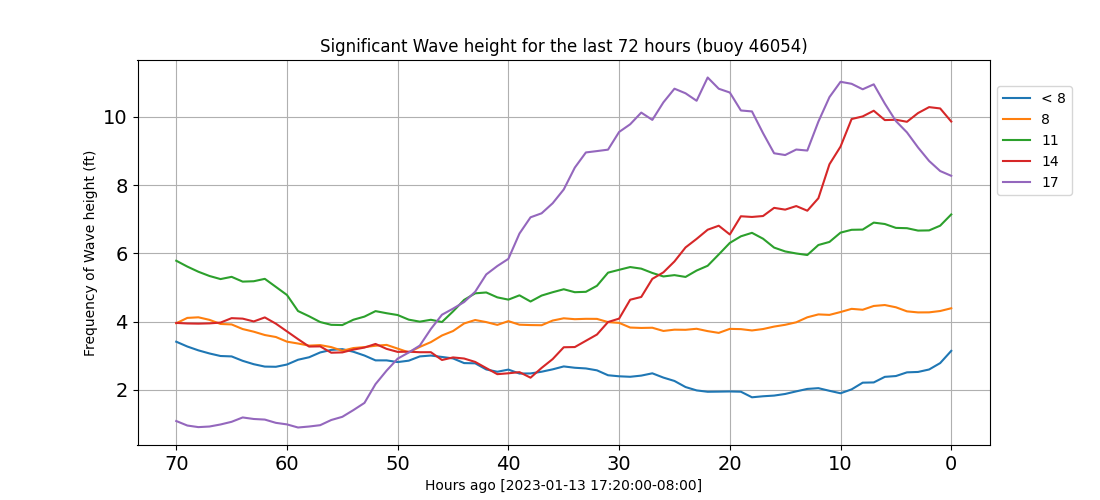 Significant Wave height for the last 72 hours (buoy 46054)
Frequency of Wave height (ft)
10
8
6
4
2
70 60 50 40 30 20 10 0
Hours ago [2023-01-13 17:20:00-08:00]
< 8
8
11
14
17